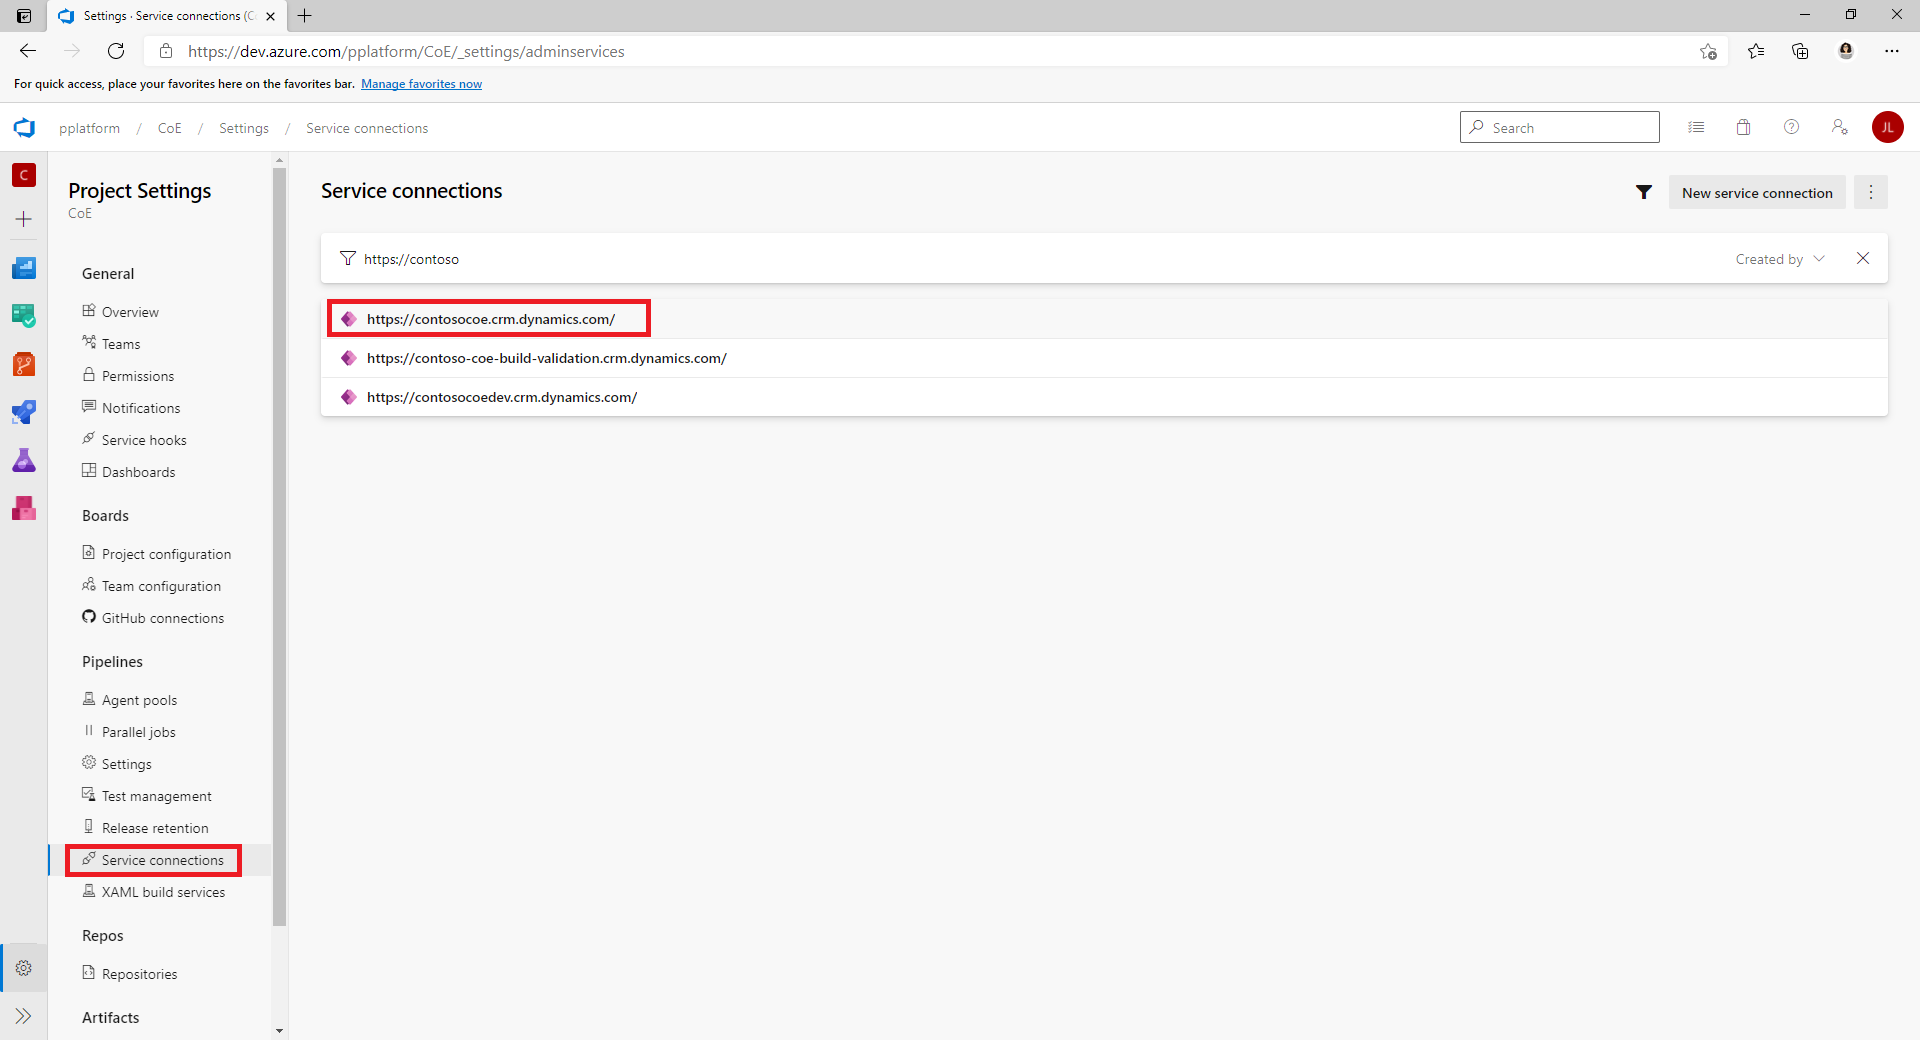 Settings · Service connections (C
https://dev.azure.com/pplatform/CoE/_settings/adminservices
For quick access, place your favorites here on the favorites bar. Manage favorites now
pplatform / CoE / Settings / Service connections
Search
JL
C
Project Settings
CoE
General
Overview
Teams
Permissions
Notifications
Service hooks
Dashboards
Boards
Project configuration
Team configuration
GitHub connections
Pipelines
Agent pools
Parallel jobs
Settings
Test management
Release retention
Service connections
XAML build services
Repos
Repositories
Artifacts
Service connections
New service connection
https://contoso
Created by
https://contosocoe.crm.dynamics.com/
https://contoso-coe-build-validation.crm.dynamics.com/
https://contosocoedev.crm.dynamics.com/